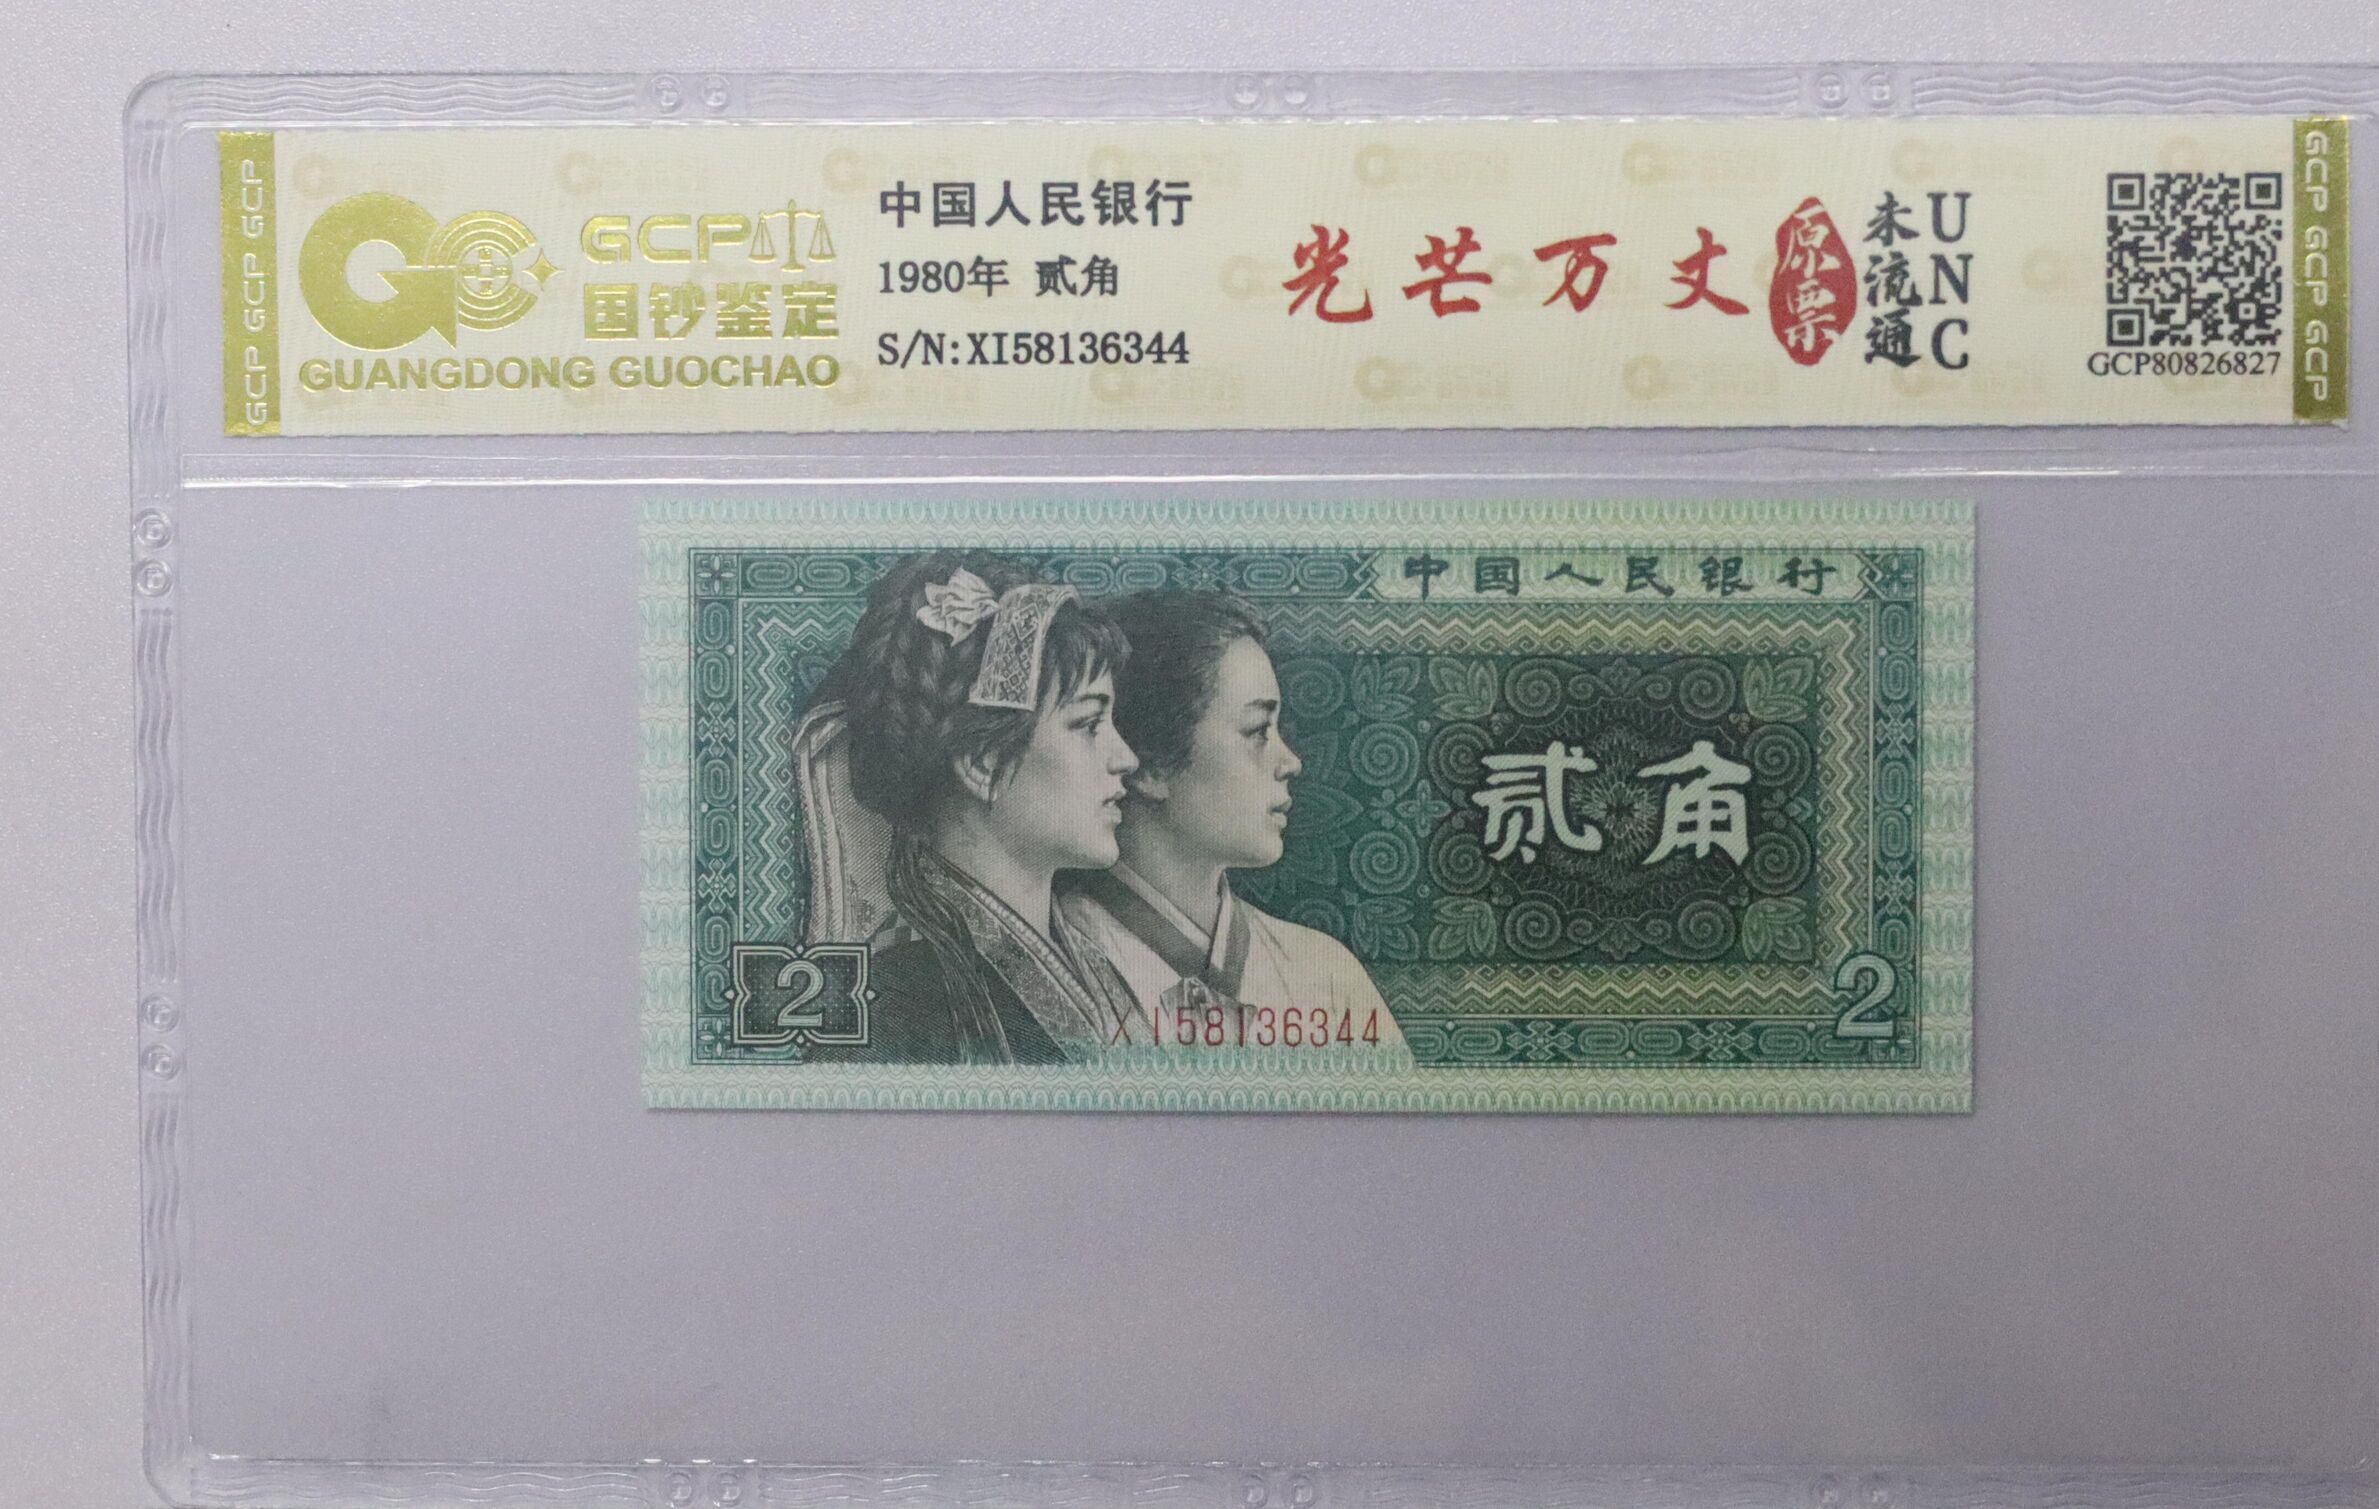 GCP GCP GCP
GCP
国钞鉴定
GUANGDONG GUOCHAO
中国人民银行
1980年 贰角
S/N:XI58136344
光芒万丈
原票
未流通
UNC
GCP80826827
GCP GCP GCP
中国人民银行
贰角
2
XI58136344
2